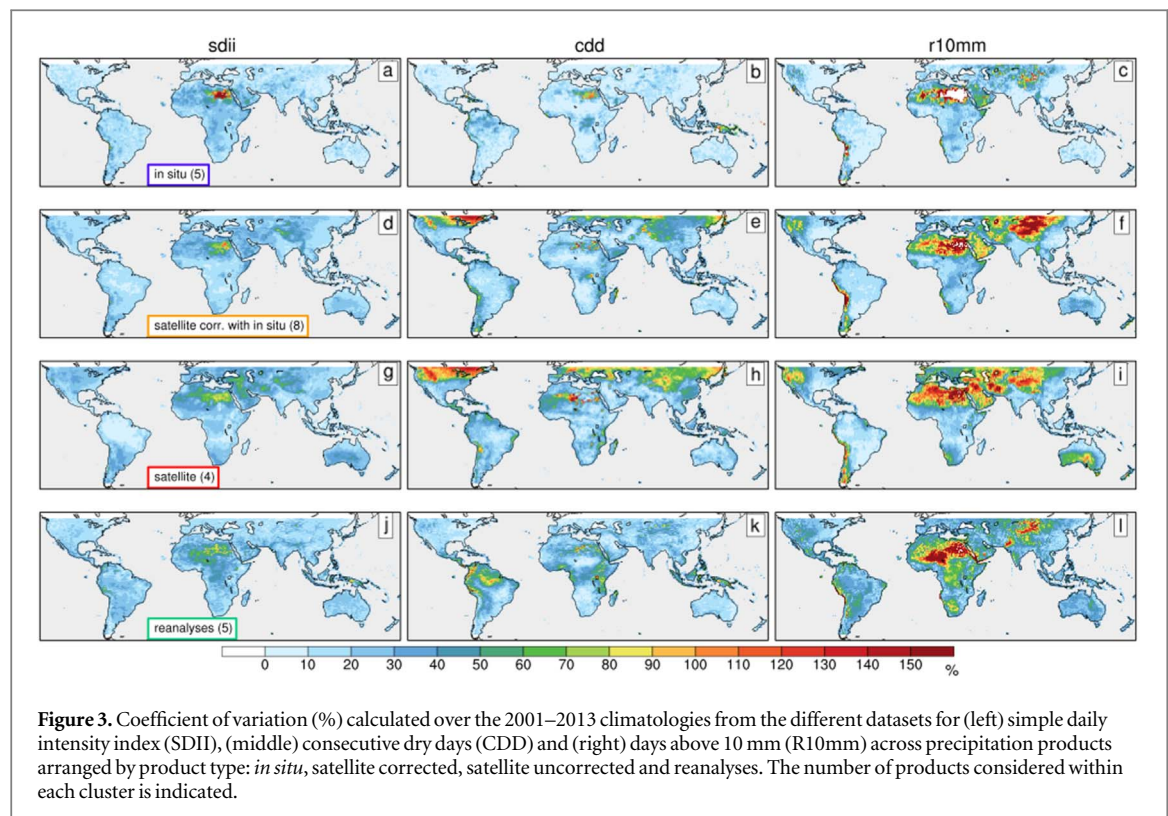 sdii cdd r10mm
a b c
in situ (5)
d e f
satellite corr. with in situ (8)
g h i
satellite (4)
j k l
reanalyses (5)
0 10 20 30 40 50 60 70 80 90 100 110 120 130 140 150 %
Figure 3. Coefficient of variation (%) calculated over the 2001–2013 climatologies from the different datasets for (left) simple daily
intensity index (SDII), (middle) consecutive dry days (CDD) and (right) days above 10 mm (R10mm) across precipitation products
arranged by product type: in situ, satellite corrected, satellite uncorrected and reanalyses. The number of products considered within
each cluster is indicated.